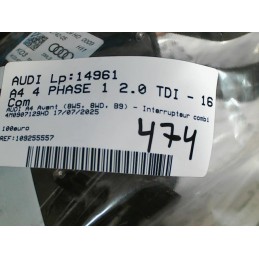 AUDI Lp:14961
A4 4 PHASE 1 2.0 TDI - 16
Com
AUDI A4 Avant (8W5, 8WD, B9) - Interrupteur combi
4M0907129HD 17/07/2025
100euro
REF:109255557
474